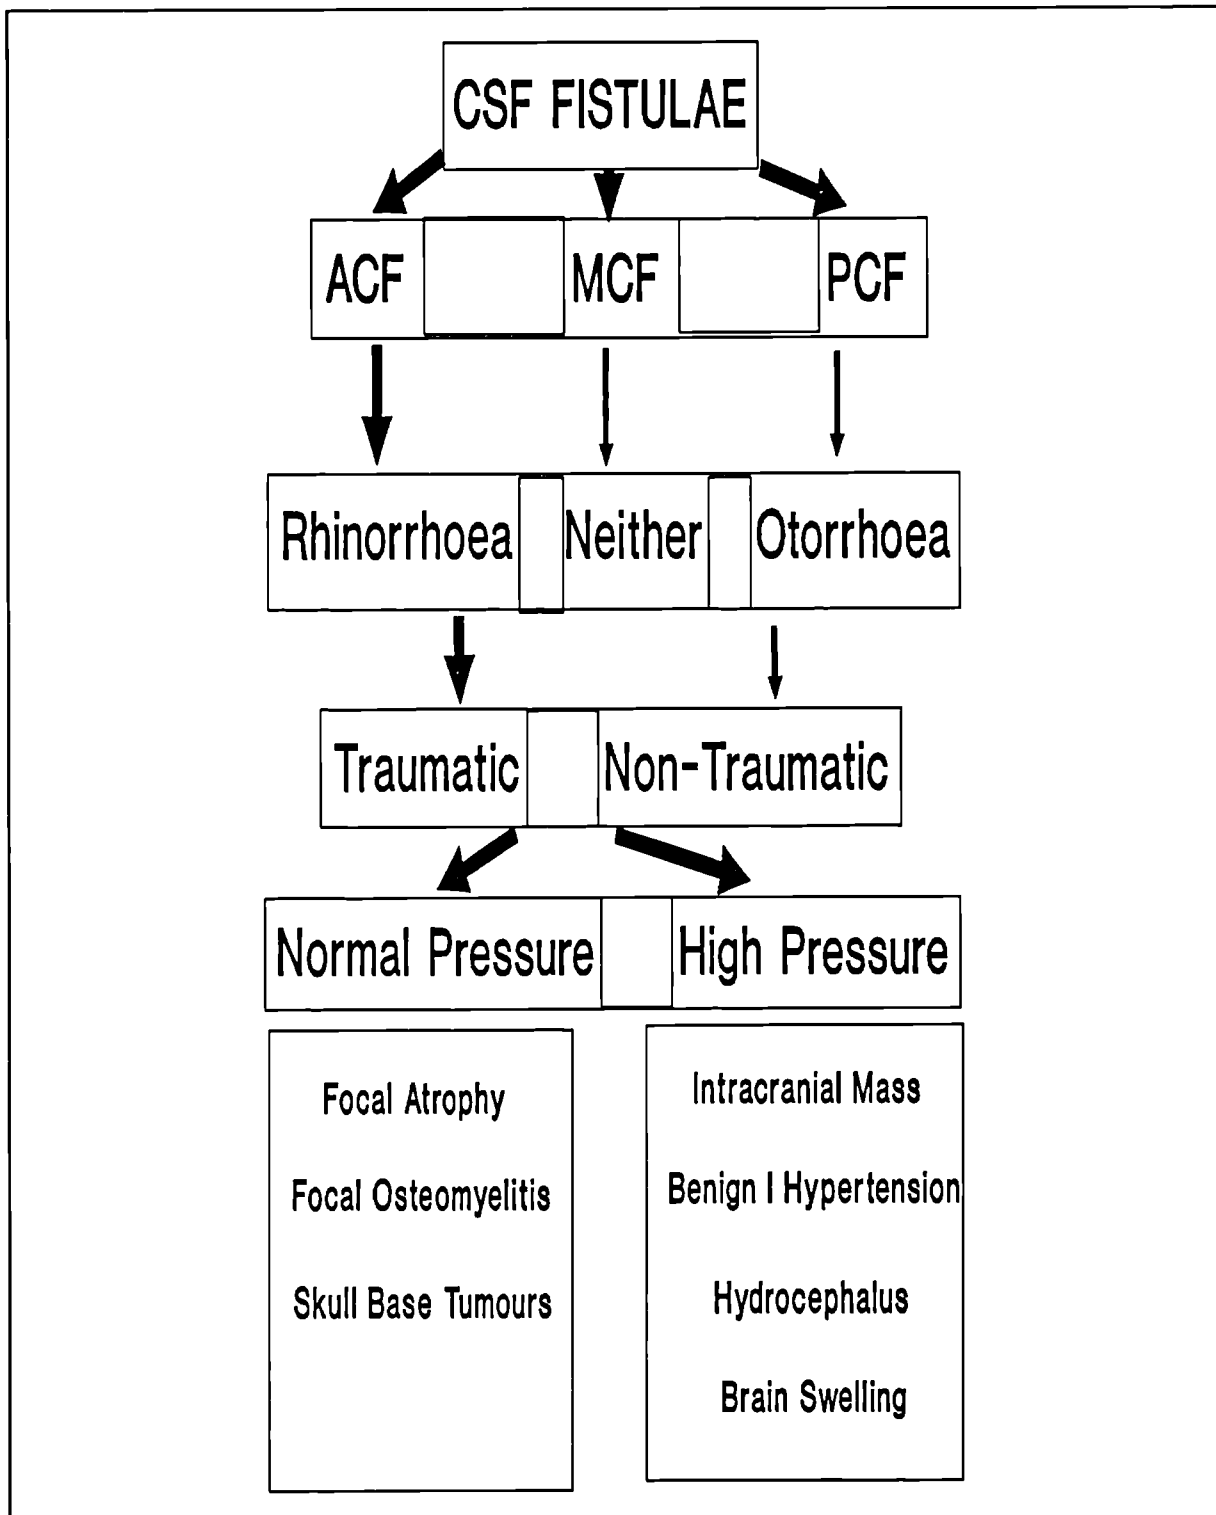 CSF FISTULAE
ACF MCF PCF
Rhinorrhoea Neither Otorrhoea
Traumatic Non-Traumatic
Normal Pressure High Pressure
Focal Atrophy
Focal Osteomyelitis
Skull Base Tumours
Intracranial Mass
Benign I Hypertension
Hydrocephalus
Brain Swelling